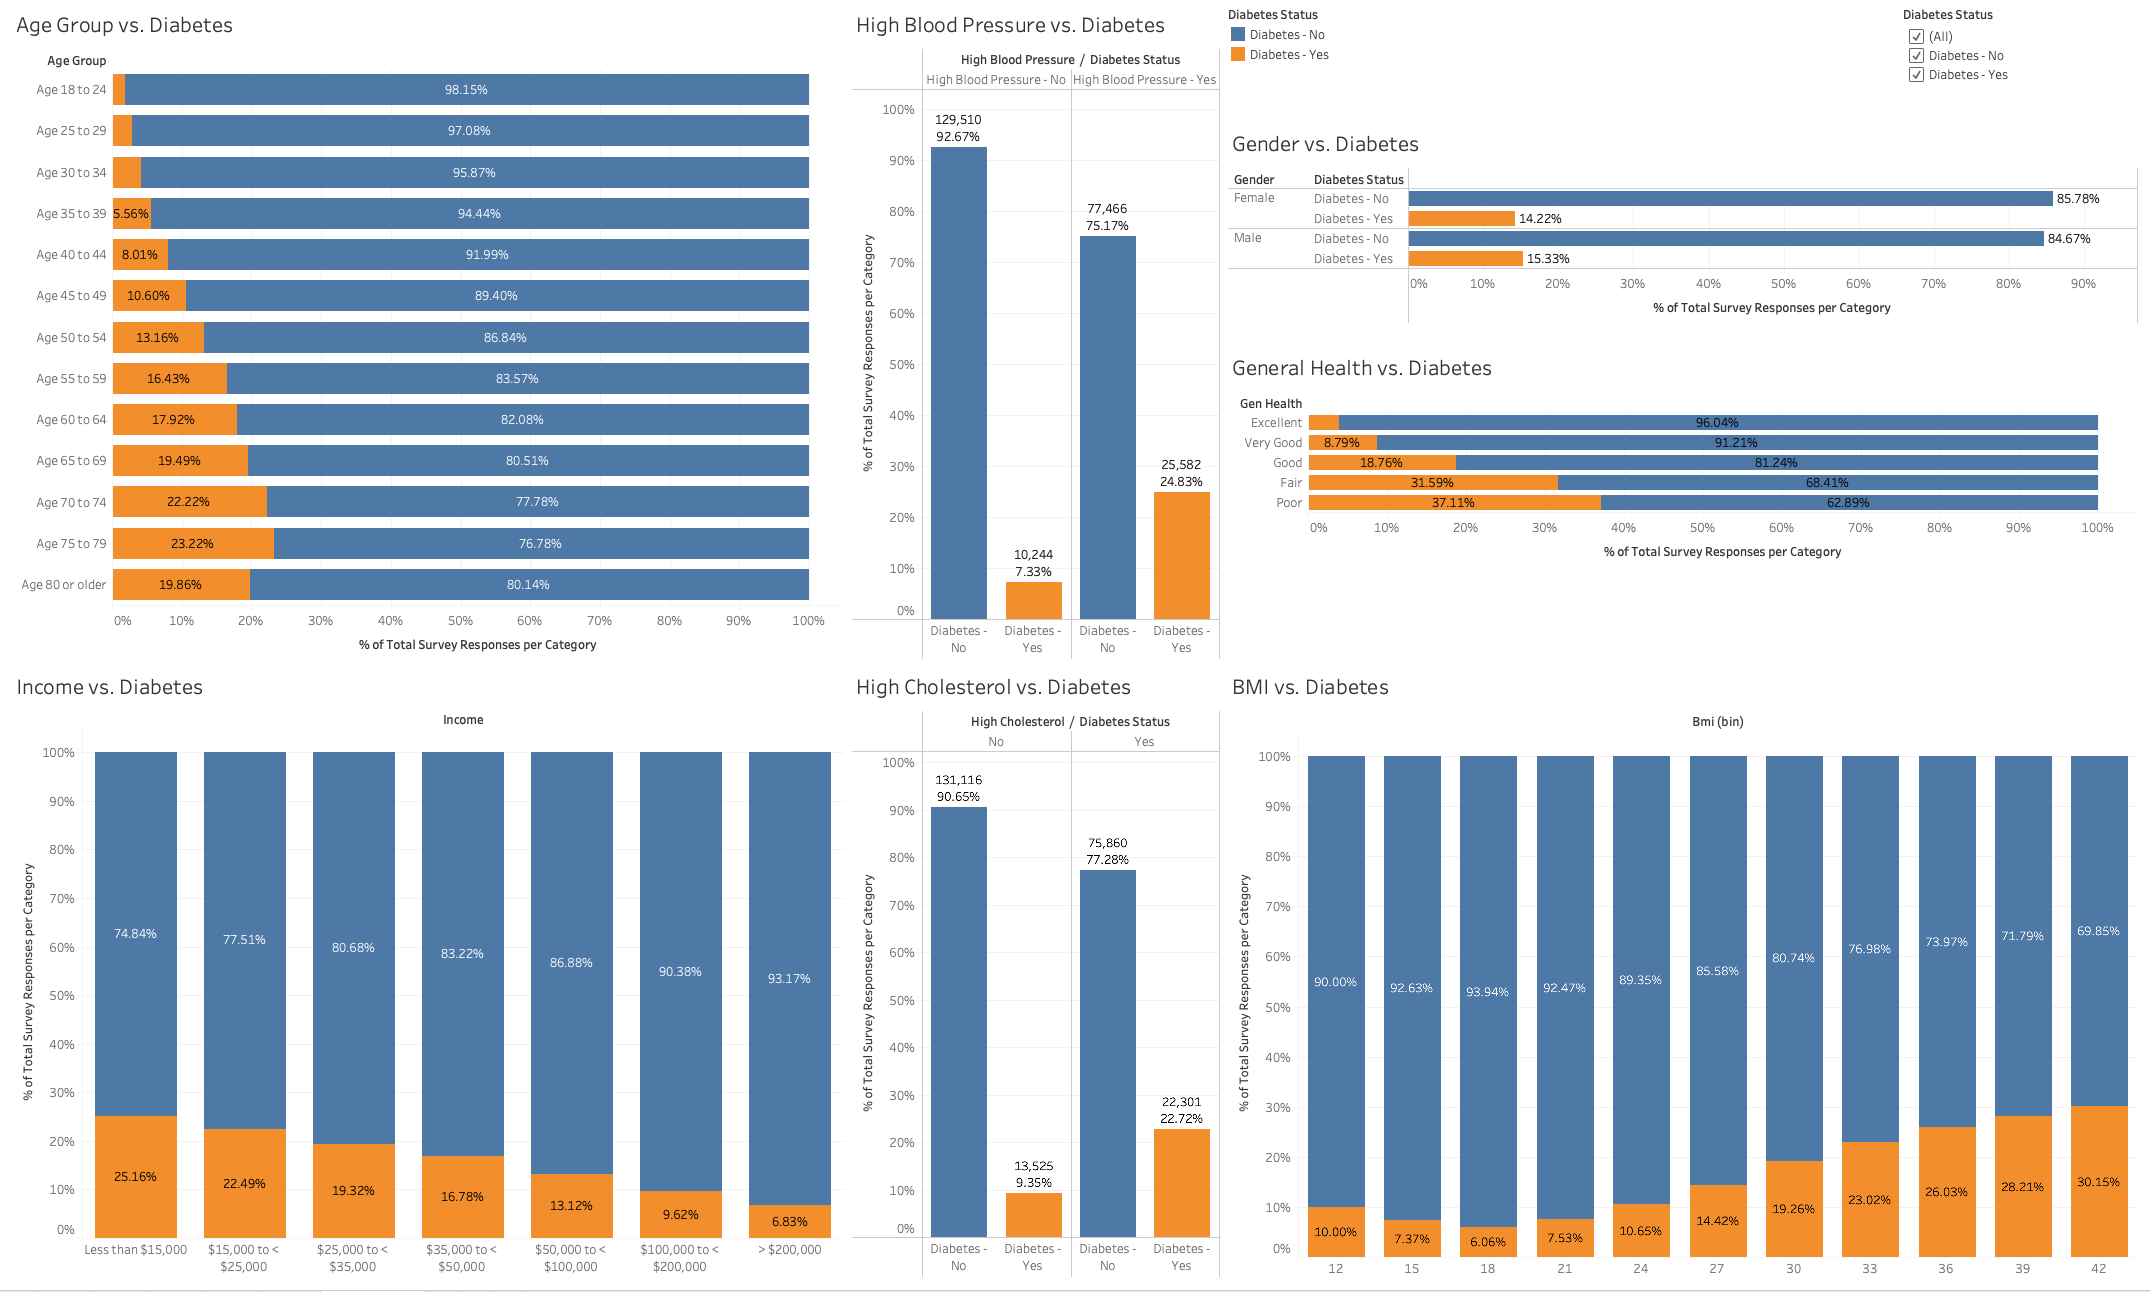 Age Group vs. Diabetes
Age Group
Age 18 to 24
98.15%
Age 25 to 29
97.08%
Age 30 to 34
95.87%
Age 35 to 39
5.56%
94.44%
Age 40 to 44
8.01%
91.99%
Age 45 to 49
10.60%
89.40%
Age 50 to 54
13.16%
86.84%
Age 55 to 59
16.43%
83.57%
Age 60 to 64
17.92%
82.08%
Age 65 to 69
19.49%
80.51%
Age 70 to 74
22.22%
77.78%
Age 75 to 79
23.22%
76.78%
Age 80 or older
19.86%
80.14%
0% 10% 20% 30% 40% 50% 60% 70% 80% 90% 100%
% of Total Survey Responses per Category
High Blood Pressure vs. Diabetes
High Blood Pressure / Diabetes Status
High Blood Pressure - No
High Blood Pressure - Yes
100%
90%
80%
70%
60%
50%
40%
30%
20%
10%
0%
% of Total Survey Responses per Category
129,510
92.67%
10,244
7.33%
77,466
75.17%
25,582
24.83%
Diabetes -
No
Diabetes -
Yes
Diabetes -
No
Diabetes -
Yes
Diabetes Status
Diabetes - No
Diabetes - Yes
Diabetes Status
(All)
Diabetes - No
Diabetes - Yes
Gender vs. Diabetes
Gender
Diabetes Status
Female
Diabetes - No
85.78%
Diabetes - Yes
14.22%
Male
Diabetes - No
84.67%
Diabetes - Yes
15.33%
0% 10% 20% 30% 40% 50% 60% 70% 80% 90%
% of Total Survey Responses per Category
General Health vs. Diabetes
Gen Health
Excellent
96.04%
Very Good
8.79%
91.21%
Good
18.76%
81.24%
Fair
31.59%
68.41%
Poor
37.11%
62.89%
0% 10% 20% 30% 40% 50% 60% 70% 80% 90% 100%
% of Total Survey Responses per Category
Income vs. Diabetes
Income
100%
90%
80%
70%
60%
50%
40%
30%
20%
10%
0%
% of Total Survey Responses per Category
74.84%
77.51%
80.68%
83.22%
86.88%
90.38%
93.17%
25.16%
22.49%
19.32%
16.78%
13.12%
9.62%
6.83%
Less than $15,000
$15,000 to <
$25,000
$25,000 to <
$35,000
$35,000 to <
$50,000
$50,000 to <
$100,000
$100,000 to <
$200,000
> $200,000
High Cholesterol vs. Diabetes
High Cholesterol / Diabetes Status
No
Yes
100%
90%
80%
70%
60%
50%
40%
30%
20%
10%
0%
% of Total Survey Responses per Category
131,116
90.65%
13,525
9.35%
75,860
77.28%
22,301
22.72%
Diabetes -
No
Diabetes -
Yes
Diabetes -
No
Diabetes -
Yes
BMI vs. Diabetes
Bmi (bin)
100%
90%
80%
70%
60%
50%
40%
30%
20%
10%
0%
% of Total Survey Responses per Category
90.00%
92.63%
93.94%
92.47%
89.35%
85.58%
80.74%
76.98%
73.97%
71.79%
69.85%
10.00%
7.37%
6.06%
7.53%
10.65%
14.42%
19.26%
23.02%
26.03%
28.21%
30.15%
12 15 18 21 24 27 30 33 36 39 42